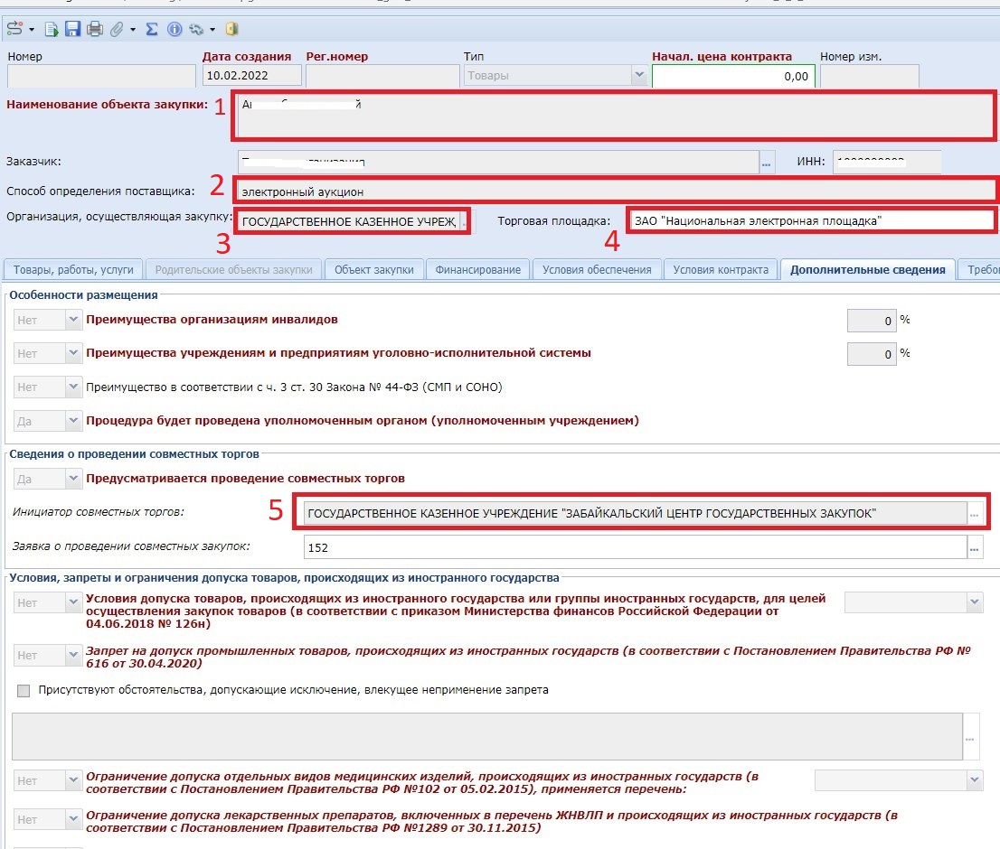 Номер
Дата создания
Рег.номер
Тип
Начал. цена контракта
Номер изм.
10.02.2022
Товары
0,00
Наименование объекта закупки:
1
Заказчик:
...
ИНН:
Способ определения поставщика:
2
электронный аукцион
Организация, осуществляющая закупку:
ГОСУДАРСТВЕННОЕ КАЗЕННОЕ УЧРЕЖ,
Торговая площадка:
ЗАО "Национальная электронная площадка"
3
4
Товары, работы, услуги
Родительские объекты закупки
Объект закупки
Финансирование
Условия обеспечения
Условия контракта
Дополнительные сведения
Требо
Особенности размещения
Нет
Преимущества организациям инвалидов
0 %
Нет
Преимущества учреждениям и предприятиям уголовно-исполнительной системы
0 %
Нет
Преимущество в соответствии с ч. 3 ст. 30 Закона № 44-ФЗ (СМП и СОНО)
Да
Процедура будет проведена уполномоченным органом (уполномоченным учреждением)
Сведения о проведении совместных торгов
Да
Предусматривается проведение совместных торгов
Инициатор совместных торгов:
5
ГОСУДАРСТВЕННОЕ КАЗЕННОЕ УЧРЕЖДЕНИЕ "ЗАБАЙКАЛЬСКИЙ ЦЕНТР ГОСУДАРСТВЕННЫХ ЗАКУПОК"
...
Заявка о проведении совместных закупок:
152
...
Условия, запреты и ограничения допуска товаров, происходящих из иностранного государства
Нет
Условия допуска товаров, происходящих из иностранного государства или группы иностранных государств, для целей
осуществления закупок товаров (в соответствии с приказом Министерства финансов Российской Федерации от
04.06.2018 № 126н)
Нет
Запрет на допуск промышленных товаров, происходящих из иностранных государств (в соответствии с Постановлением Правительства РФ №
616 от 30.04.2020)
Присутствуют обстоятельства, допускающие исключение, влекущее неприменение запрета
...
Нет
Ограничение допуска отдельных видов медицинских изделий, происходящих из иностранных государств (в
соответствии с Постановлением Правительства РФ №102 от 05.02.2015), применяется перечень:
Нет
Ограничение допуска лекарственных препаратов, включенных в перечень ЖНВЛП и происходящих из иностранных государств (в
соответствии с Постановлением Правительства РФ №1289 от 30.11.2015)